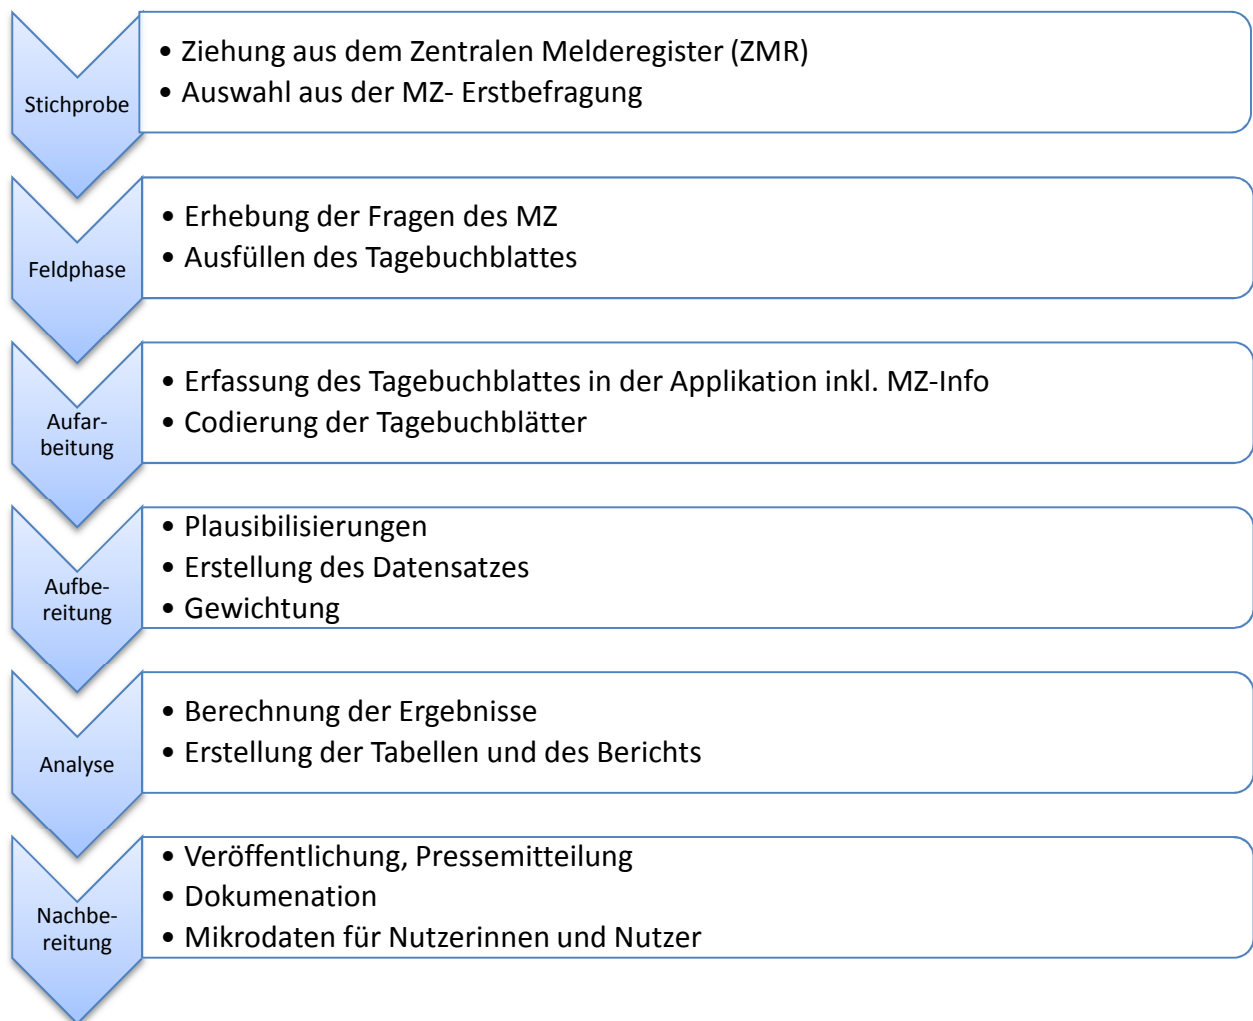 Stichprobe
• Ziehung aus dem Zentralen Melderegister (ZMR)
• Auswahl aus der MZ- Erstbefragung
Feldphase
• Erhebung der Fragen des MZ
• Ausfüllen des Tagebuchblattes
Aufar-
beitung
• Erfassung des Tagebuchblattes in der Applikation inkl. MZ-Info
• Codierung der Tagebuchblätter
Aufbe-
reitung
• Plausibilisierungen
• Erstellung des Datensatzes
• Gewichtung
Analyse
• Berechnung der Ergebnisse
• Erstellung der Tabellen und des Berichts
Nachbe-
reitung
• Veröffentlichung, Pressemitteilung
• Dokumenation
• Mikrodaten für Nutzerinnen und Nutzer